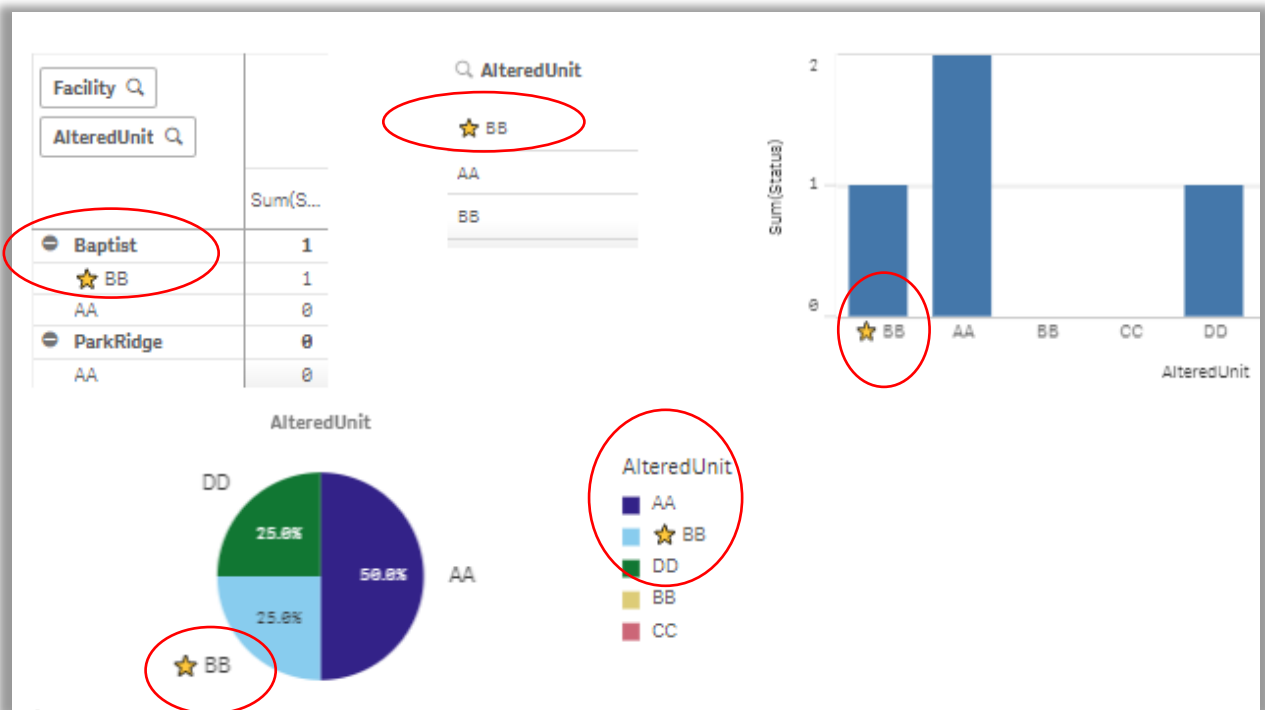 Facility
AlteredUnit
Sum(S...
Baptist 1
⭐ BB 1
AA 0
ParkRidge 0
AA 0
AlteredUnit
⭐ BB
AA
BB
Sum(Status)
2
1
0
⭐ BB AA BB CC DD
AlteredUnit
AlteredUnit
DD
25.0%
50.0%
AA
25.0%
⭐ BB
AlteredUnit
AA
⭐ BB
DD
BB
CC